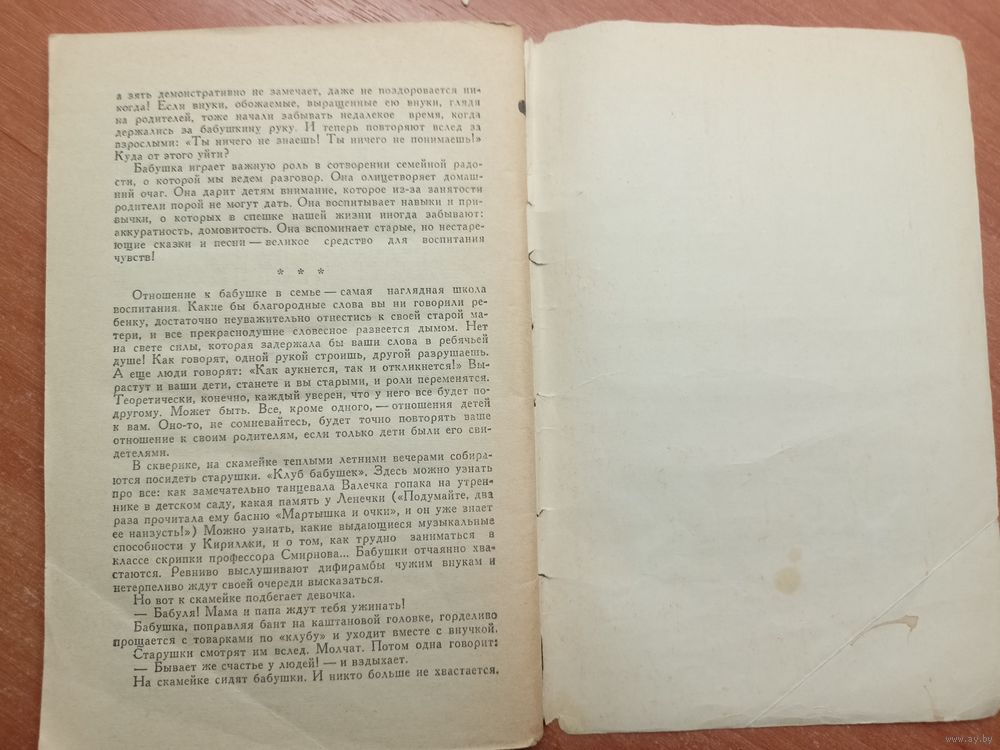 а зять демонстративно не замечает, даже не поздоровается ни-
когда! Если внуки, обожаемые, выращенные ею внуки, глядя
на родителей, тоже начали забывать недалекое время, когда
держались за бабушкину руку. И теперь повторяют вслед за
взрослыми: «Ты ничего не знаешь! Ты ничего не понимаешь!»
Куда от этого уйти?
Бабушка играет важную роль в сотворении семейной радо-
сти, о которой мы ведем разговор. Она олицетворяет домаш-
ний очаг. Она дарит детям внимание, которое из-за занятости
родители порой не могут дать. Она воспитывает навыки и при-
вычки, о которых в спешке нашей жизни иногда забывают:
аккуратность, домовитость. Она вспоминает старые, но нестаре-
ющие сказки и песни — великое средство для воспитания
чувств!
* * *
Отношение к бабушке в семье — самая наглядная школа
воспитания. Какие бы благородные слова вы ни говорили ре-
бенку, достаточно неуважительно отнестись к своей старой ма-
тери, и все прекраснодушие словесное развеется дымом. Нет
на свете силы, которая задержала бы ваши слова в ребячьей
душе! Как говорят, одной рукой строишь, другой разрушаешь.
А еще люди говорят: «Как аукнется, так и откликнется!» Вы-
растут и ваши дети, станете и вы старыми, и роли переменятся.
Теоретически, конечно, каждый уверен, что у него все будет по-
другому. Может быть. Все, кроме одного, — отношения детей
к вам. Оно-то, не сомневайтесь, будет точно повторять ваше
отношение к своим родителям, если только дети были его сви-
детелями.
В скверике, на скамейке теплыми летними вечерами собира-
ются посидеть старушки. «Клуб бабушек». Здесь можно узнать
про все: как замечательно танцевала Валечка гопака на утрен-
нике в детском саду, какая память у Ленечки («Подумайте, два
раза прочитала ему басню «Мартышка и очки», и он уже знает
ее наизусть!») Можно узнать, какие выдающиеся музыкальные
способности у Кириллки, и о том, как трудно заниматься в
классе скрипки профессора Смирнова... Бабушки отчаянно хва-
стаются. Ревниво выслушивают дифирамбы чужим внукам и
нетерпеливо ждут своей очереди высказаться.
Но вот к скамейке подбегает девочка.
— Бабуля! Мама и папа ждут тебя ужинать!
Бабушка, поправляя бант на каштановой головке, горделиво
прощается с товарками по «клубу» и уходит вместе с внучкой.
Старушки смотрят им вслед. Молчат. Потом одна говорит:
— Бывает же счастье у людей! — и вздыхает.
На скамейке сидят бабушки. И никто больше не хвастается.
www.ay.by